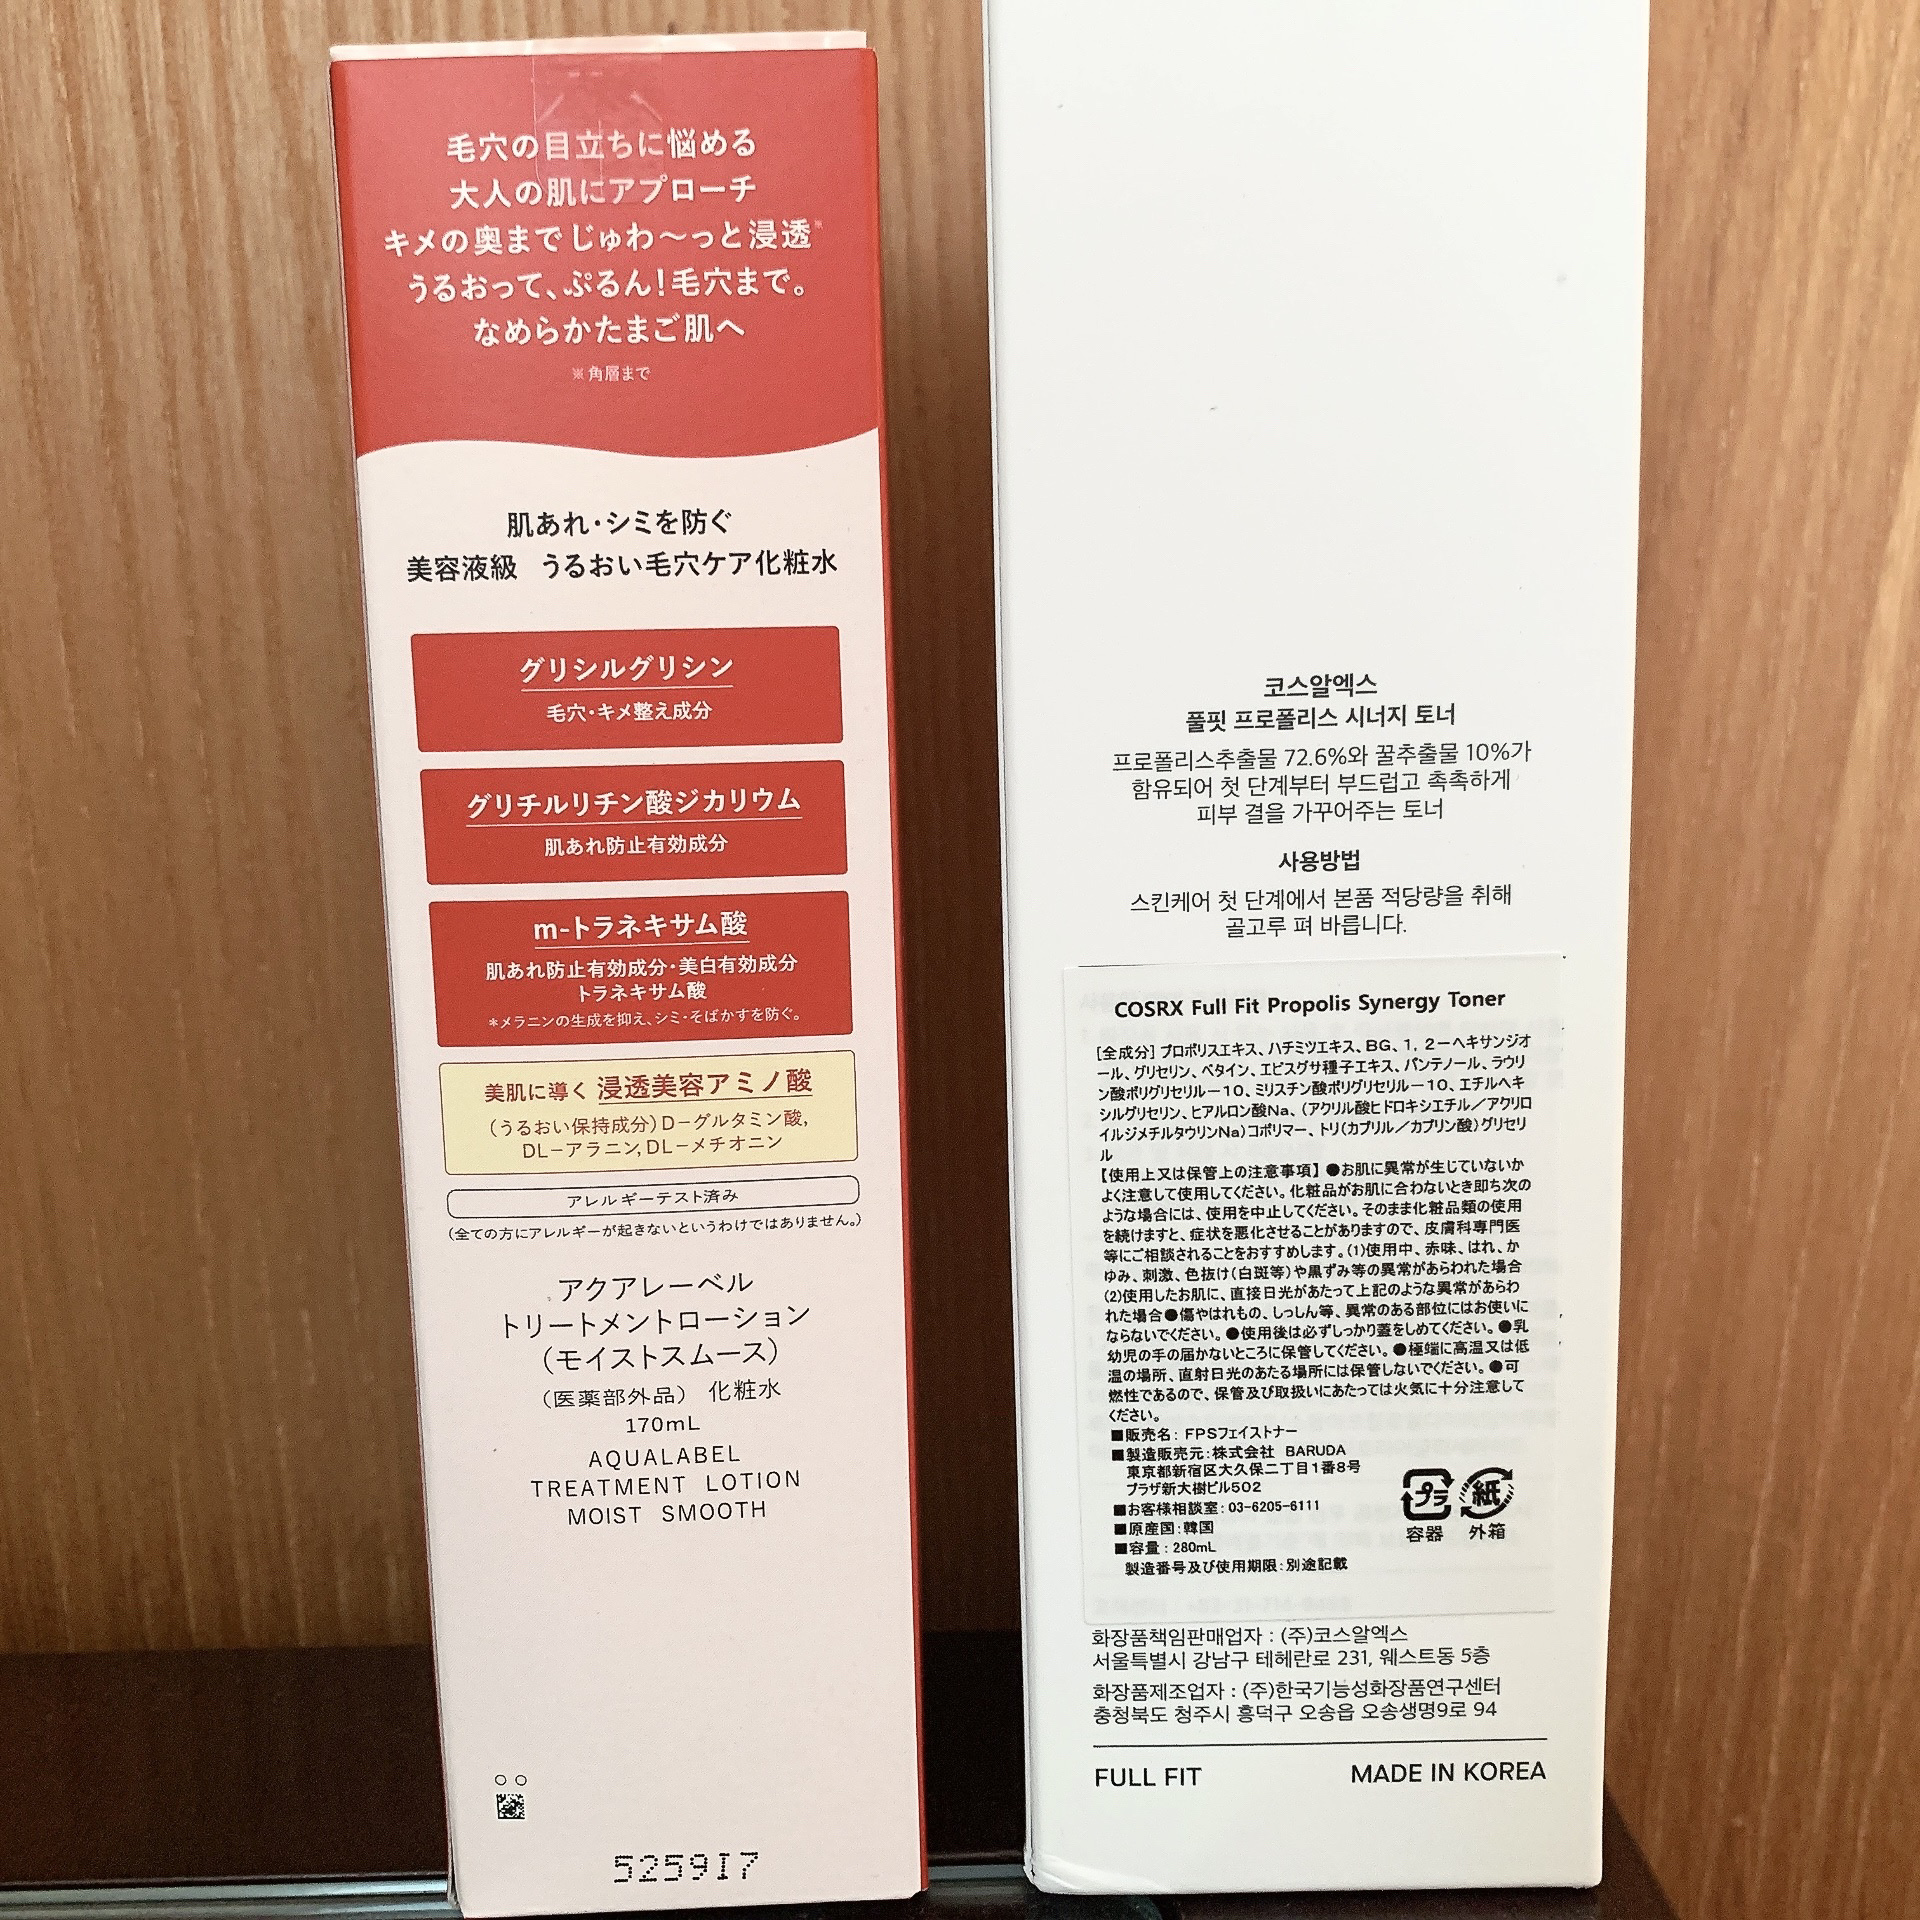 毛穴の目立ちに悩める
大人の肌にアプローチ
キメの奥までじゅわ〜っと浸透※
うるおって、ぷるん!毛穴まで。
なめらかたまご肌へ
※角層まで
肌あれ・シミを防ぐ
美容液級 うるおい毛穴ケア化粧水
グリシルグリシン
毛穴・キメ整え成分
グリチルリチン酸ジカリウム
肌あれ防止有効成分
m-トラネキサム酸
肌あれ防止有効成分・美白有効成分
トラネキサム酸
*メラニンの生成を抑え、シミ・そばかすを防ぐ。
美肌に導く 浸透美容アミノ酸
(うるおい保持成分)D−グルタミン酸,
DL−アラニン,DL−メチオニン
アレルギーテスト済み
(全ての方にアレルギーが起きないというわけではありません。)
アクアレーベル
トリートメントローション
(モイストスムース)
(医薬部外品) 化粧水
170mL
AQUALABEL
TREATMENT LOTION
MOIST SMOOTH
525917
코스알엑스
풀핏 프로폴리스 시너지 토너
프로폴리스추출물 72.6%와 꿀추출물 10%가
함유되어 첫 단계부터 부드럽고 촉촉하게
피부 결을 가꾸어주는 토너
사용방법
스킨케어 첫 단계에서 본품 적당량을 취해
골고루 펴 바릅니다.
COSRX Full Fit Propolis Synergy Toner
[全成分] プロポリスエキス、ハチミツエキス、BG、1,2−ヘキサンジオ
ール、グリセリン、ベタイン、エピスグサ種子エキス、パンテノール、ラウリ
ン酸ポリグリセリル−10、ミリスチン酸ポリグリセリル−10、エチルヘキ
シルグリセリン、ヒアルロン酸Na、(アクリル酸ヒドロキシエチル/アクリロ
イルジメチルタウリンNa)コポリマー、トリ(カプリル/カプリン酸)グリセリ
ル
【使用上又は保管上の注意事項】●お肌に異常が生じていないか
よく注意して使用してください。化粧品がお肌に合わないとき即ち次の
ような場合には、使用を中止してください。そのまま化粧品類の使用
を続けますと、症状を悪化させることがありますので、皮膚科専門医
等にご相談されることをおすすめします。(1)使用中、赤味、はれ、か
ゆみ、刺激、色抜け(白斑等)や黒ずみ等の異常があらわれた場合
(2)使用したお肌に、直接日光があたって上記のような異常があらわ
れた場合●傷やはれもの、しっしん等、異常のある部位にはお使いに
ならないでください。●使用後は必ずしっかり蓋をしめてください。●乳
幼児の手の届かないところに保管してください。●極端に高温又は低
温の場所、直射日光のあたる場所には保管しないでください。●可
燃性であるので、保管及び取扱いにあたっては火気に十分注意して
ください。
■販売名: FPSフェイストナー
■製造販売元:株式会社 BARUDA
東京都新宿区大久保二丁目1番8号
プラザ新大樹ビル502
■お客様相談室:03-6205-6111
■原産国:韓国
■容量:280mL
製造番号及び使用期限:別途記載
プラ 紙
容器 外箱
화장품책임판매업자 : (주)코스알엑스
서울특별시 강남구 테헤란로 231, 웨스트동 5층
화장품제조업자 : (주)한국기능성화장품연구센터
충청북도 청주시 흥덕구 오송읍 오송생명9로 94
FULL FIT MADE IN KOREA